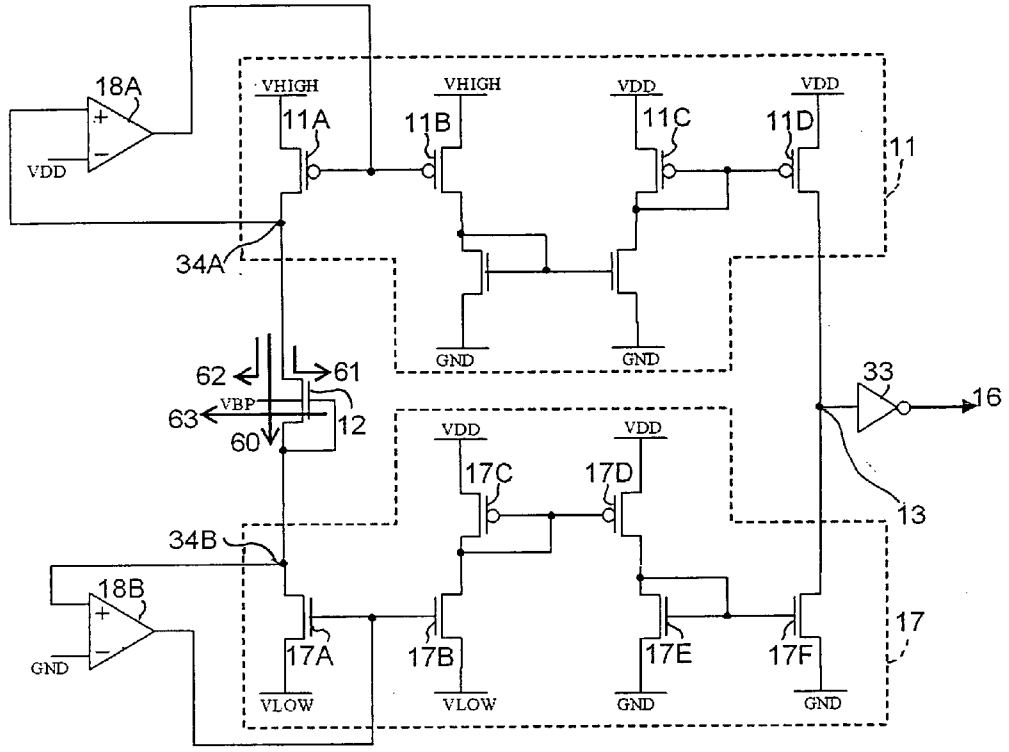 18A
+
−
VDD
VHIGH
11A
VHIGH
11B
VDD
11C
VDD
11D
11
34A
GND
GND
62
61
VBP
63
12
60
33
16
13
VDD
17C
VDD
17D
34B
18B
+
−
GND
17A
17B
17E
17F
17
VLOW
VLOW
GND
GND